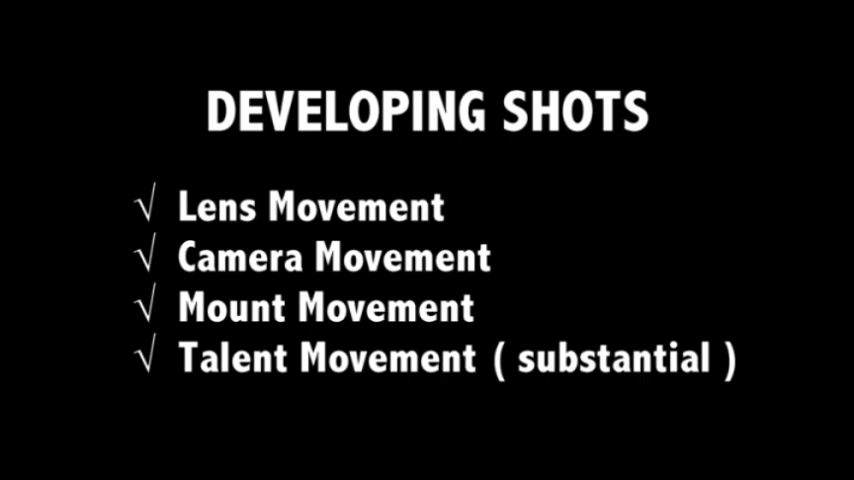 DEVELOPING SHOTS
√ Lens Movement
√ Camera Movement
√ Mount Movement
√ Talent Movement ( substantial )